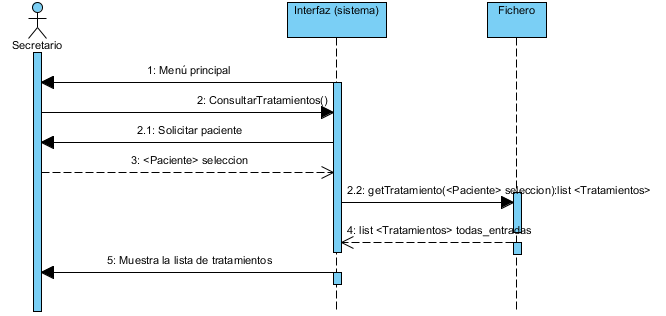 Interfaz (sistema)
Fichero
Secretario
1: Menú principal
2: ConsultarTratamientos()
2.1: Solicitar paciente
3: <Paciente> seleccion
2.2: getTratamiento(<Paciente> seleccion):list <Tratamientos>
4: list <Tratamientos> todas_entradas
5: Muestra la lista de tratamientos